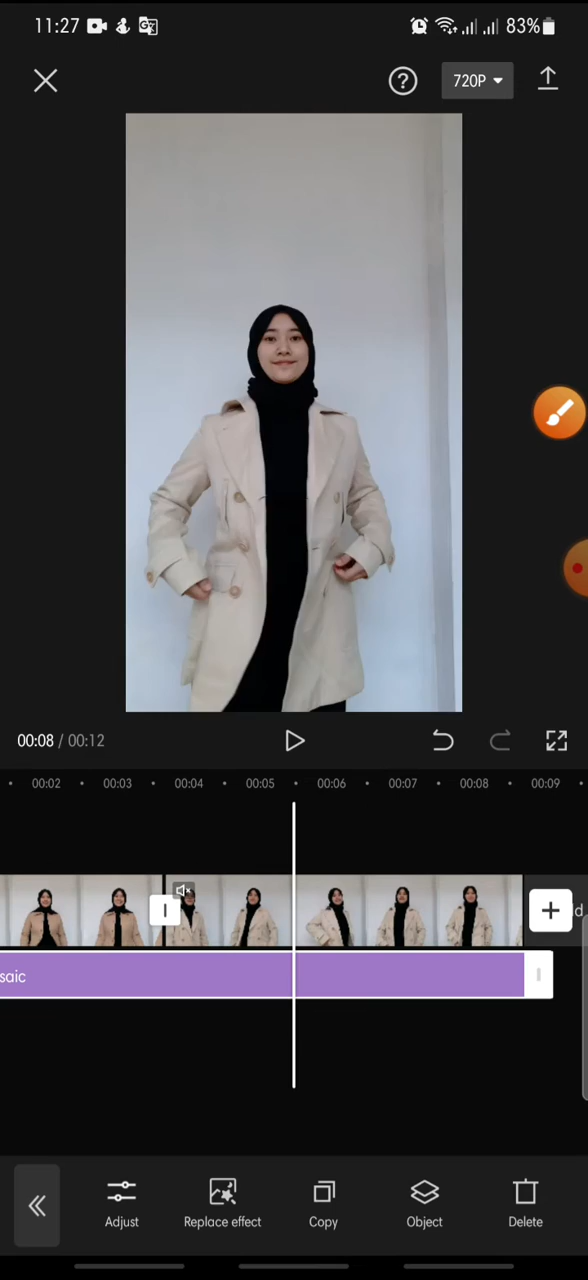 11:27 83%
720P
00:08 / 00:12
00:02 00:03 00:04 00:05 00:06 00:07 00:08 00:09
d
saic
Adjust Replace effect Copy Object Delete